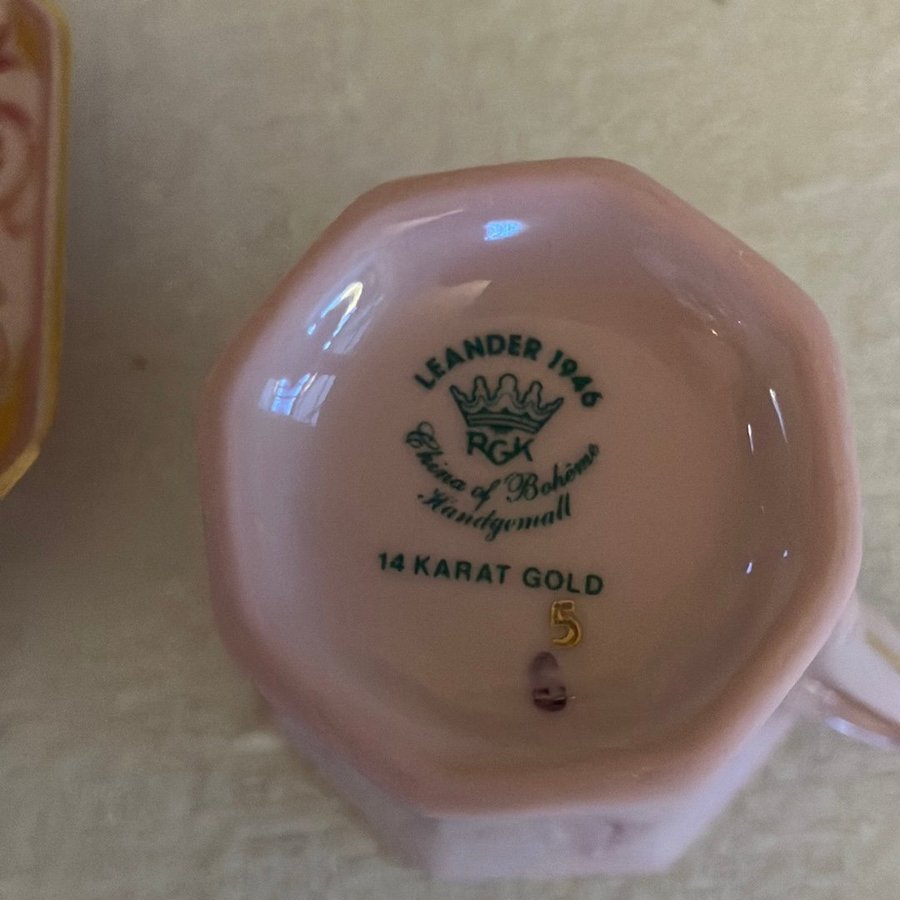 LEANDER 1946
RGK
China of Bohême
Handgemalt
14 KARAT GOLD
5